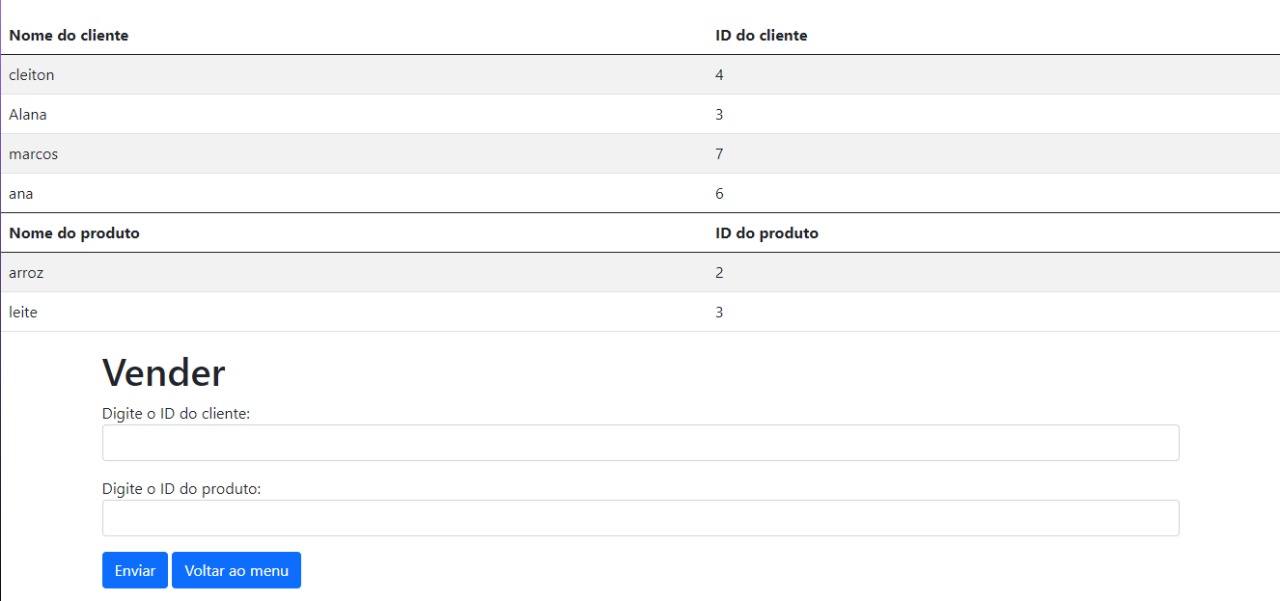 Nome do cliente ID do cliente
cleiton 4
Alana 3
marcos 7
ana 6
Nome do produto ID do produto
arroz 2
leite 3
Vender
Digite o ID do cliente:
Digite o ID do produto:
Enviar Voltar ao menu